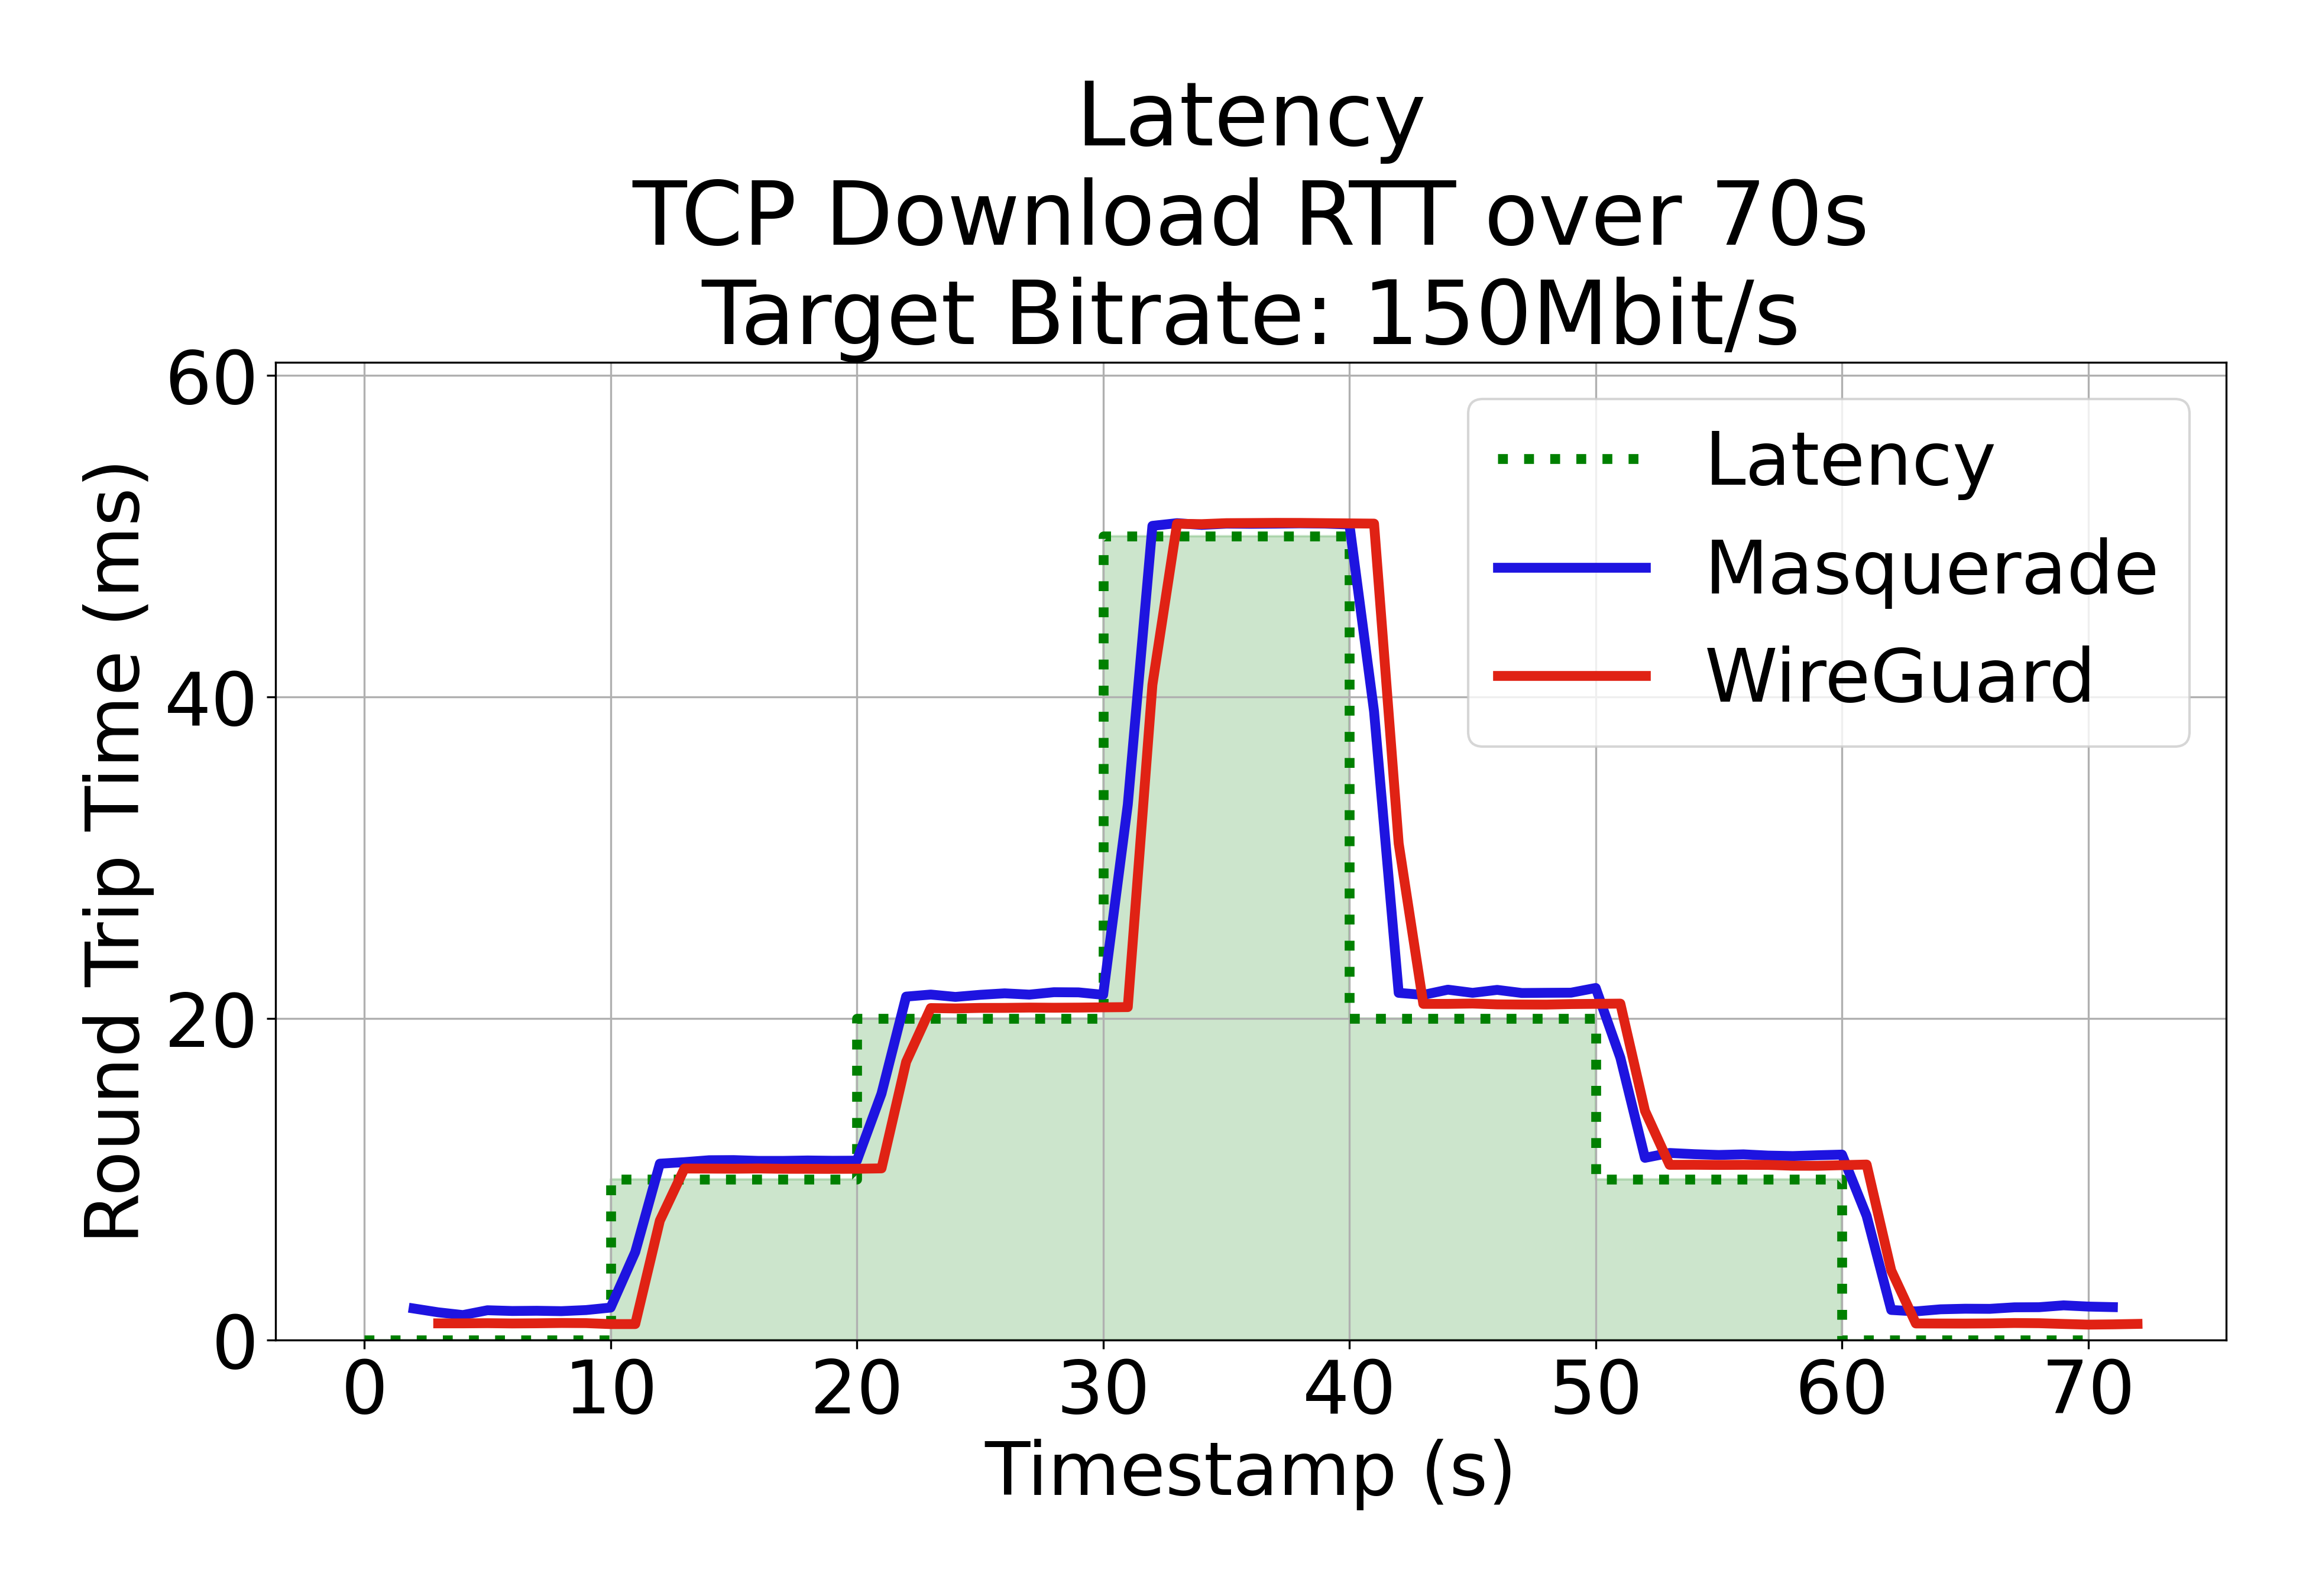 Latency
TCP Download RTT over 70s
Target Bitrate: 150Mbit/s
60
40
20
0
Round Trip Time (ms)
Latency
Masquerade
WireGuard
0 10 20 30 40 50 60 70
Timestamp (s)